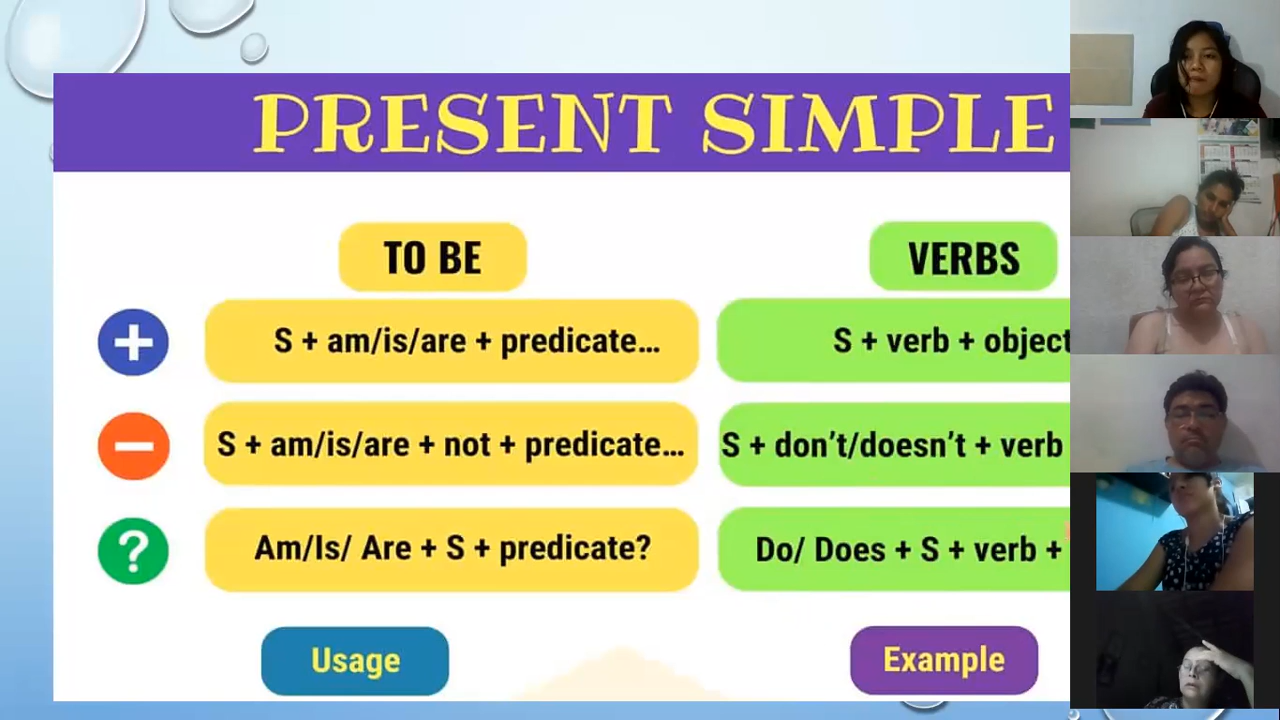 PRESENT SIMPLE
TO BE
VERBS
S + am/is/are + predicate...
S + verb + object
S + am/is/are + not + predicate...
S + don't/doesn't + verb
Am/Is/ Are + S + predicate?
Do/ Does + S + verb +
Usage
Example